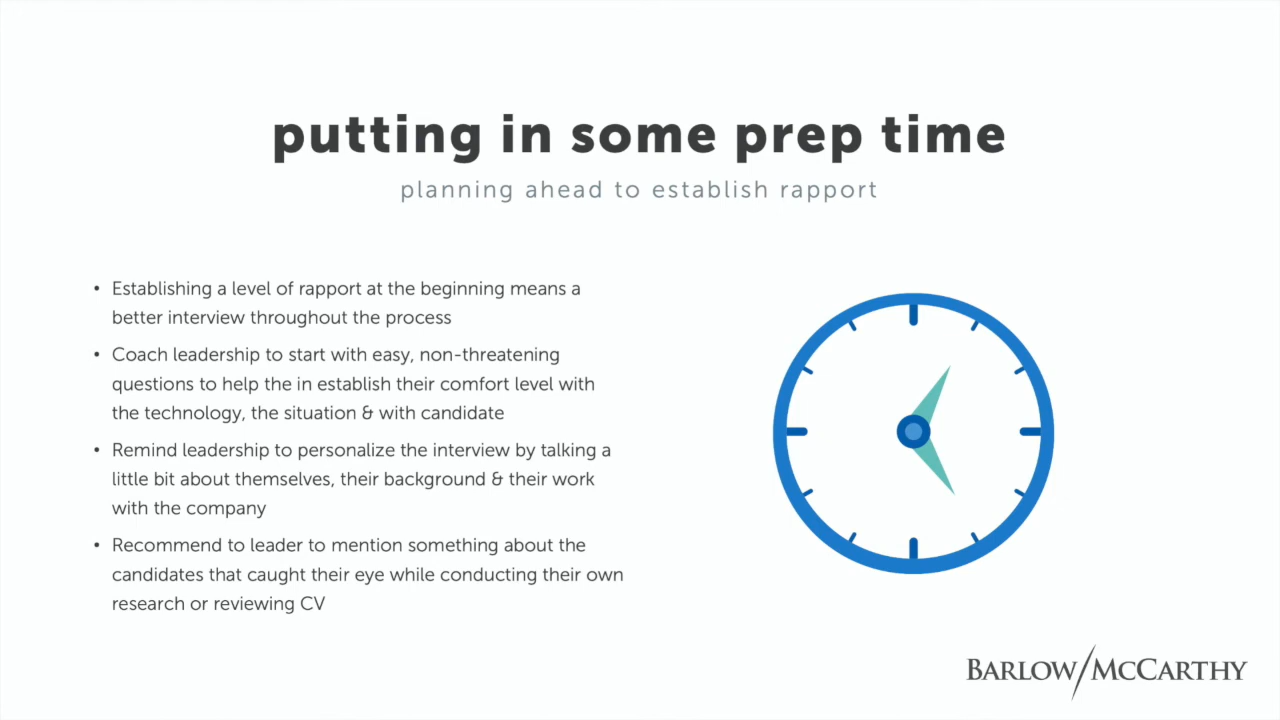 putting in some prep time
planning ahead to establish rapport
• Establishing a level of rapport at the beginning means a
better interview throughout the process
• Coach leadership to start with easy, non-threatening
questions to help the in establish their comfort level with
the technology, the situation & with candidate
• Remind leadership to personalize the interview by talking a
little bit about themselves, their background & their work
with the company
• Recommend to leader to mention something about the
candidates that caught their eye while conducting their own
research or reviewing CV
BARLOW/MCCARTHY